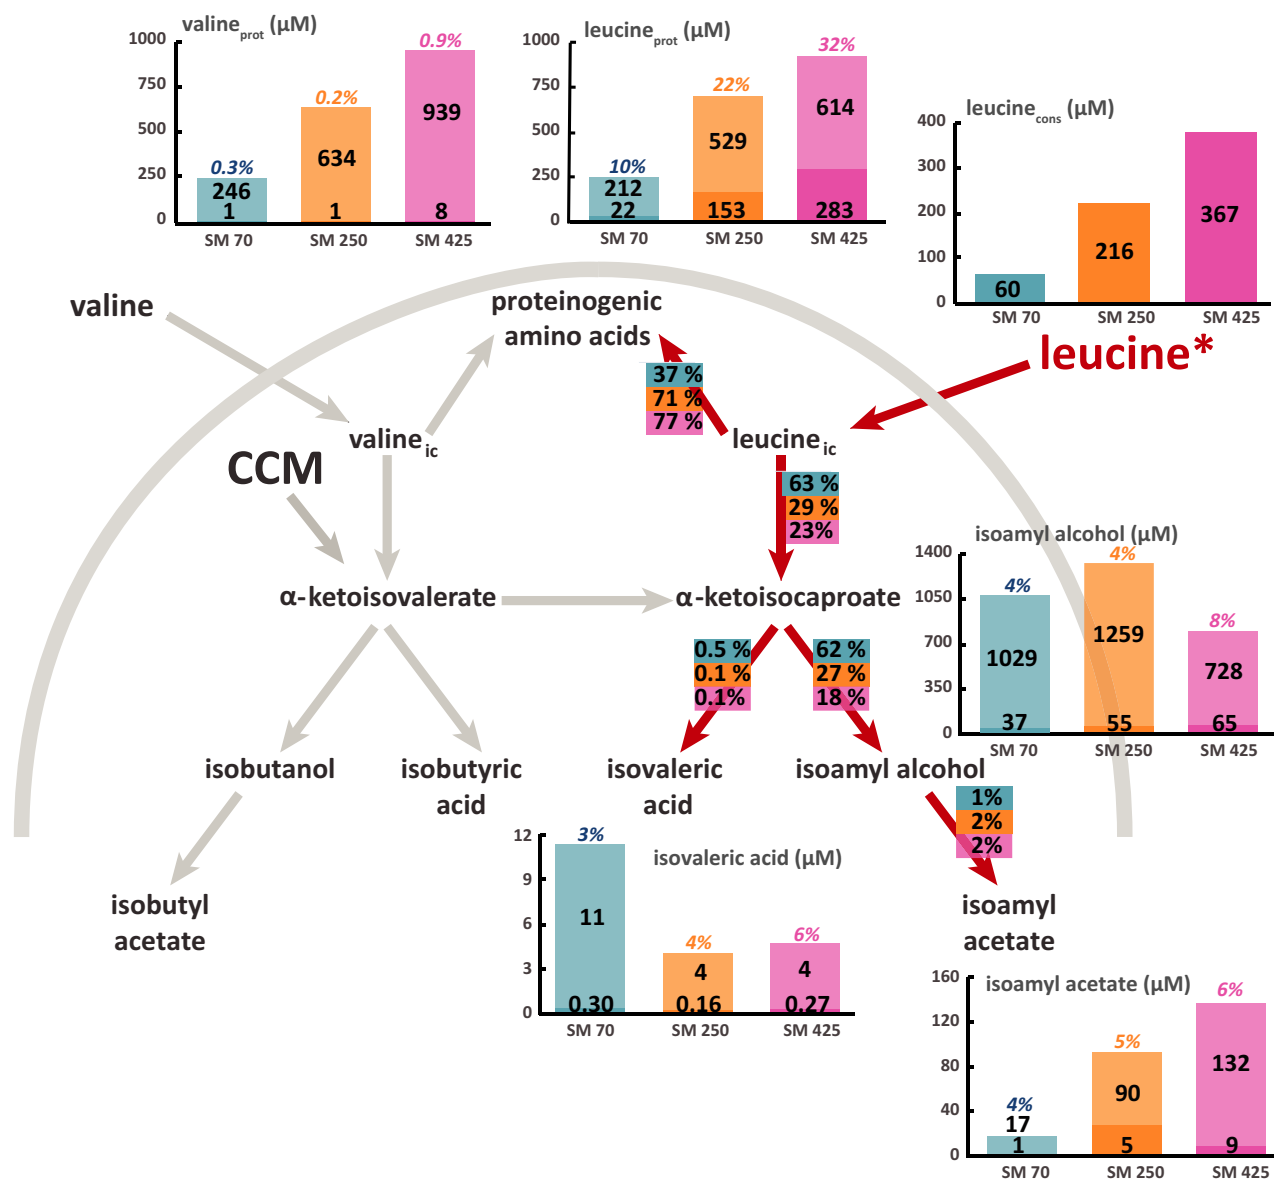 valine prot (µM)
1000
750
500
250
0
0.3%
246
1
0.2%
634
1
0.9%
939
8
SM 70
SM 250
SM 425
leucine prot (µM)
1000
750
500
250
0
10%
212
22
22%
529
153
32%
614
283
SM 70
SM 250
SM 425
leucine cons (µM)
400
300
200
100
0
60
216
367
SM 70
SM 250
SM 425
valine
proteinogenic
amino acids
leucine*
37 %
71 %
77 %
valine ic
leucine ic
CCM
63 %
29 %
23%
α-ketoisovalerate
α-ketoisocaproate
0.5 %
0.1 %
0.1%
62 %
27 %
18 %
isoamyl alcohol (µM)
1400
1050
700
350
0
4%
1029
37
4%
1259
55
8%
728
65
SM 70
SM 250
SM 425
isobutanol
isobutyric
acid
isovaleric
acid
isoamyl alcohol
1%
2%
2%
isobutyl
acetate
isoamyl
acetate
isovaleric acid (µM)
12
9
6
3
0
3%
11
0.30
4%
4
0.16
6%
4
0.27
SM 70
SM 250
SM 425
isoamyl acetate (µM)
160
120
80
40
0
4%
17
1
5%
90
5
6%
132
9
SM 70
SM 250
SM 425